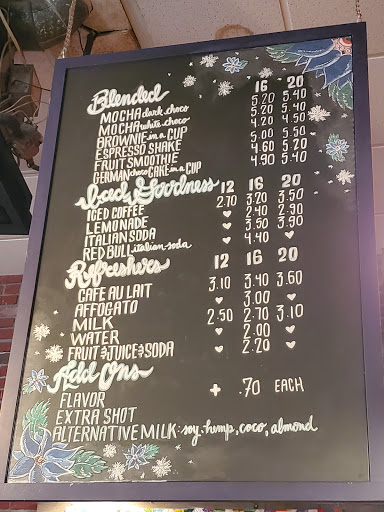 Blended 16 20
MOCHA dark choco 5.20 5.40
MOCHA white choco 5.20 5.40
BROWNIE in a CUP 4.20 4.50
ESPRESSO SHAKE 5.00 5.50
FRUIT SMOOTHIE 4.60 5.20
GERMAN choco CAKE in a CUP 4.90 5.40
Iced Goodness 12 16 20
ICED COFFEE 2.70 3.20 3.50
LEMONADE ♥ 2.40 2.90
ITALIAN SODA ♥ 3.50 3.90
RED BULL italian soda ♥ 4.40 ♥
Refreshers 12 16 20
CAFE AU LAIT 3.10 3.40 3.60
AFFOGATO ♥ 3.00 ♥
MILK 2.50 2.70 3.10
WATER ♥ 2.00 ♥
FRUIT JUICE SODA ♥ 2.20 ♥
Add Ons
FLAVOR + .70 EACH
EXTRA SHOT
ALTERNATIVE MILK: soy, hemp, coco, almond